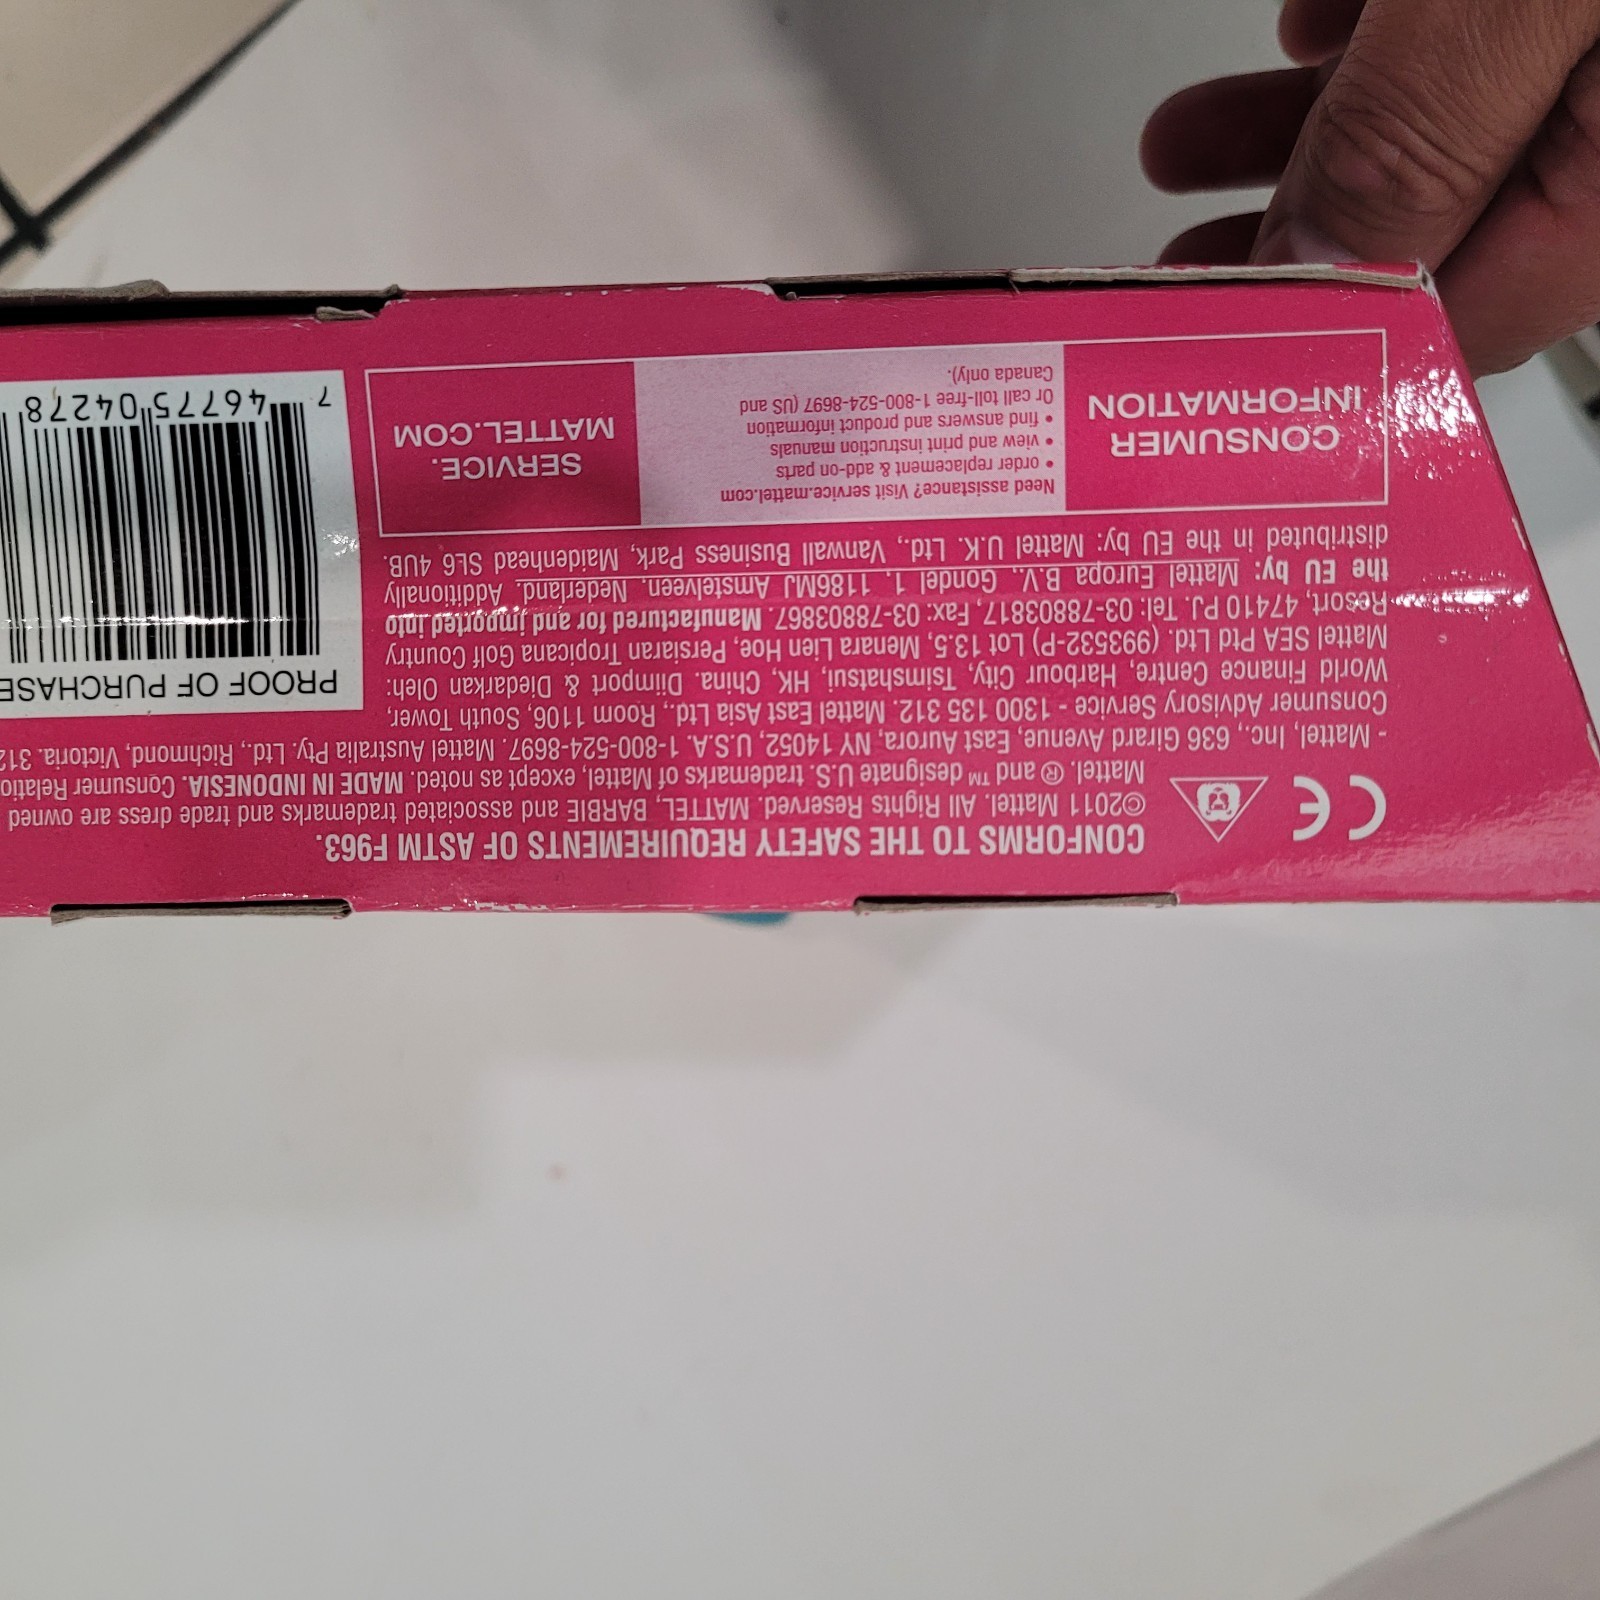 CONFORMS TO THE SAFETY REQUIREMENTS OF ASTM F963.
©2011 Mattel. All Rights Reserved. MATTEL, BARBIE and associated trademarks and trade dress are owned
Mattel. ® and ™ designate U.S. trademarks of Mattel, except as noted. MADE IN INDONESIA. Consumer Relatio
- Mattel, Inc., 636 Girard Avenue, East Aurora, NY 14052, U.S.A. 1-800-524-8697. Mattel Australia Pty. Ltd., Richmond, Victoria. 312
Consumer Advisory Service - 1300 135 312. Mattel East Asia Ltd., Room 1106, South Tower,
World Finance Centre, Harbour City, Tsimshatsui, HK, China. Diimport & Diedarkan Oleh:
Mattel SEA Ptd Ltd. (993532-P) Lot 13.5, Menara Lien Hoe, Persiaran Tropicana Golf Country
Resort, 47410 PJ. Tel: 03-78803817, Fax: 03-78803867. Manufactured for and imported into
the EU by: Mattel Europa B.V., Gondel 1, 1186MJ Amstelveen, Nederland. Additionally
distributed in the EU by: Mattel U.K. Ltd., Vanwall Business Park, Maidenhead SL6 4UB.
CE
CONSUMER
INFORMATION
Need assistance? Visit service.mattel.com
• order replacement & add-on parts
• view and print instruction manuals
• find answers and product information
Or call toll-free 1-800-524-8697 (US and
Canada only).
SERVICE.
MATTEL.COM
PROOF OF PURCHASE
7 46775 04278